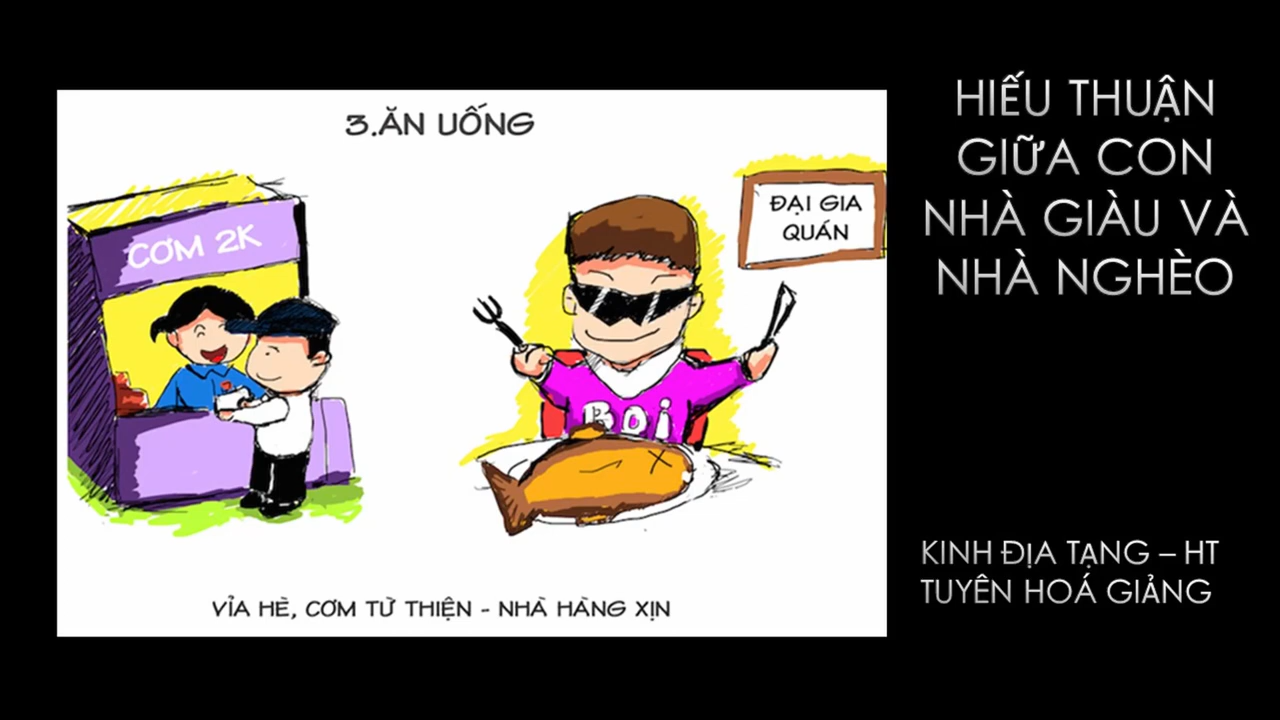 3.ĂN UỐNG
CƠM 2K
ĐẠI GIA
QUÁN
BOI
VỈA HÈ, CƠM TỪ THIỆN - NHÀ HÀNG XỊN
HIẾU THUẬN
GIỮA CON
NHÀ GIÀU VÀ
NHÀ NGHÈO
KINH ĐỊA TẠNG – HT
TUYÊN HOÁ GIẢNG